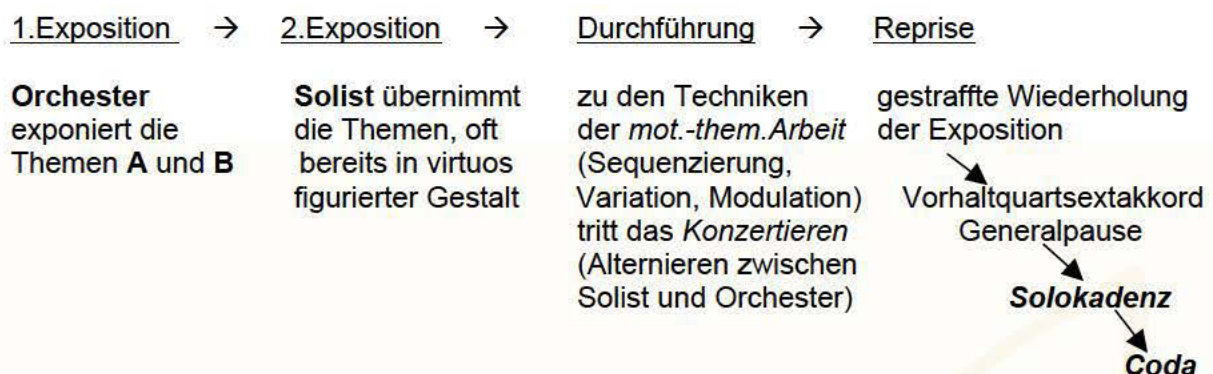 1.Exposition → 2.Exposition → Durchführung → Reprise
Orchester
exponiert die
Themen A und B
Solist übernimmt
die Themen, oft
bereits in virtuos
figurierter Gestalt
zu den Techniken
der mot.-them.Arbeit
(Sequenzierung,
Variation, Modulation)
tritt das Konzertieren
(Alternieren zwischen
Solist und Orchester)
gestraffte Wiederholung
der Exposition
Vorhaltquartsextakkord
Generalpause
Solokadenz
Coda